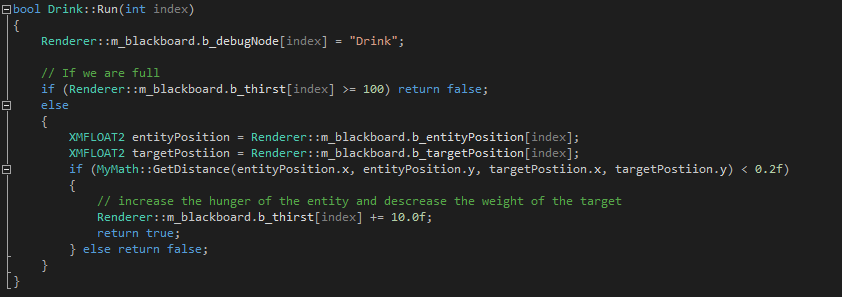 bool Drink::Run(int index)
{
Renderer::m_blackboard.b_debugNode[index] = "Drink";
// If we are full
if (Renderer::m_blackboard.b_thirst[index] >= 100) return false;
else
{
XMFLOAT2 entityPosition = Renderer::m_blackboard.b_entityPosition[index];
XMFLOAT2 targetPostiion = Renderer::m_blackboard.b_targetPosition[index];
if (MyMath::GetDistance(entityPosition.x, entityPosition.y, targetPostiion.x, targetPostiion.y) < 0.2f)
{
// increase the hunger of the entity and descrease the weight of the target
Renderer::m_blackboard.b_thirst[index] += 10.0f;
return true;
} else return false;
}
}